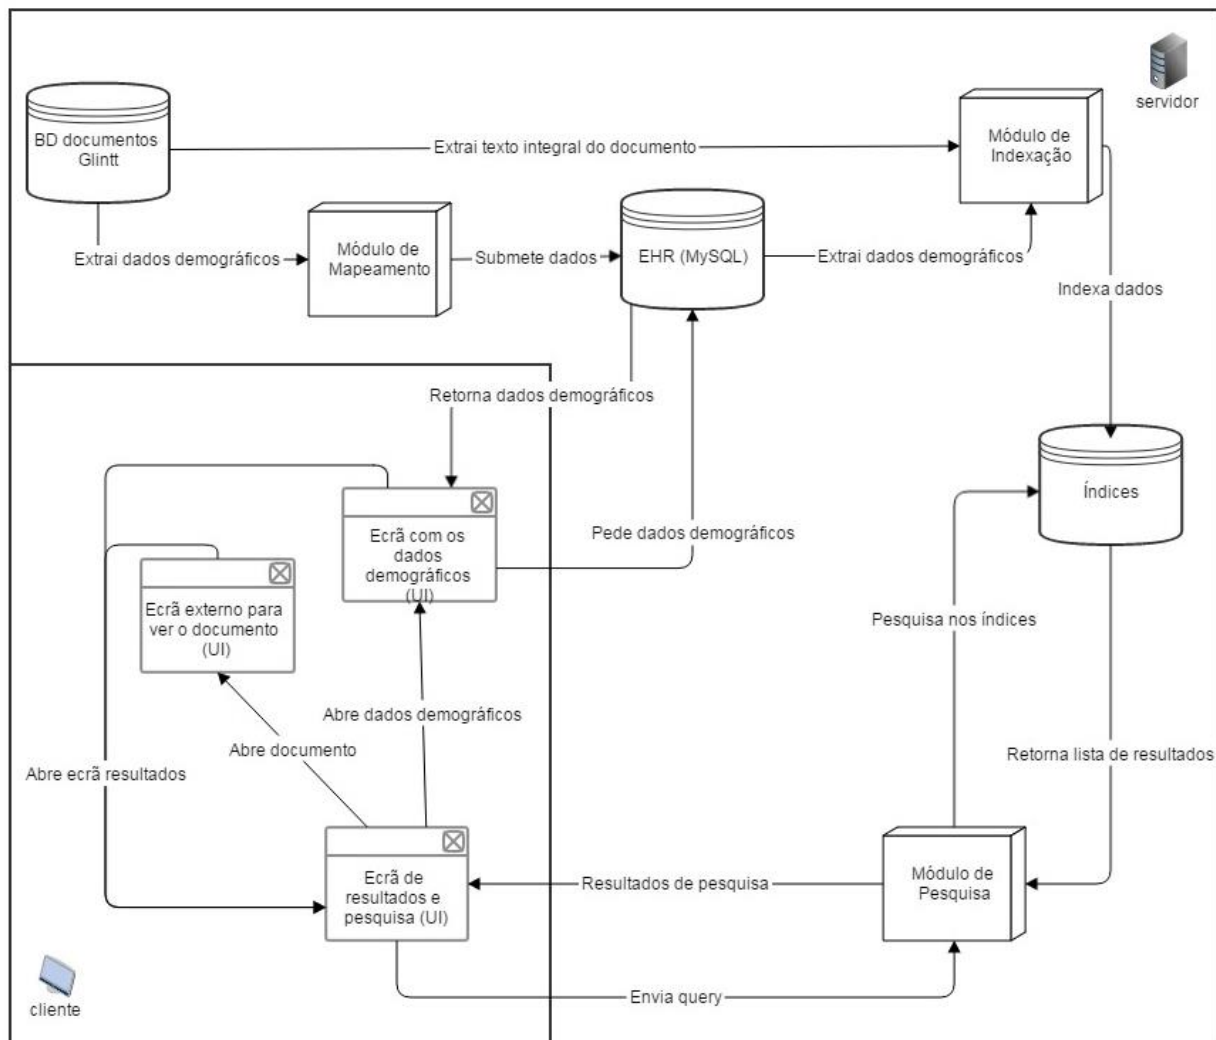 servidor
BD documentos
Glintt
Extrai texto integral do documento
Módulo de
Indexação
Extrai dados demográficos
Módulo de
Mapeamento
Submete dados
EHR (MySQL)
Extrai dados demográficos
Indexa dados
Retorna dados demográficos
Índices
Ecrã com os
dados
demográficos
(UI)
Pede dados demográficos
Ecrã externo para
ver o documento
(UI)
Pesquisa nos índices
Abre dados demográficos
Abre documento
Abre ecrã resultados
Retorna lista de resultados
Ecrã de
resultados e
pesquisa (UI)
Resultados de pesquisa
Módulo de
Pesquisa
Envia query
cliente